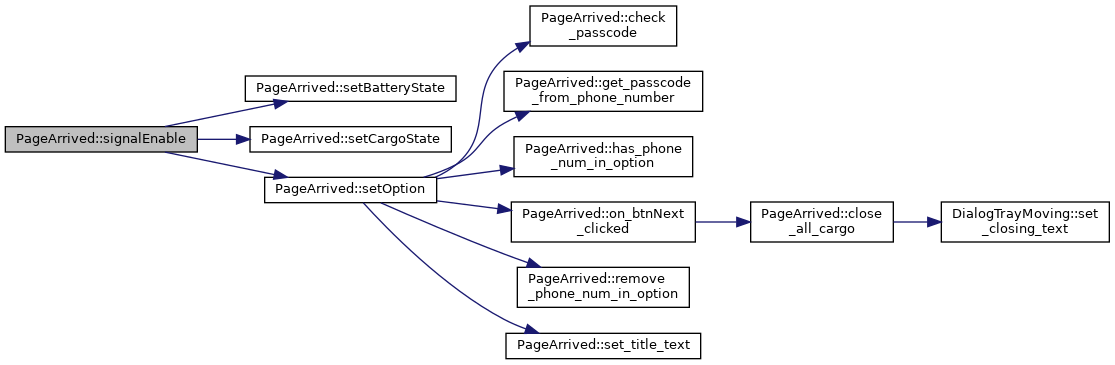 PageArrived::signalEnable
PageArrived::setBatteryState
PageArrived::setCargoState
PageArrived::setOption
PageArrived::check
_passcode
PageArrived::get_passcode
_from_phone_number
PageArrived::has_phone
_num_in_option
PageArrived::on_btnNext
_clicked
PageArrived::close
_all_cargo
DialogTrayMoving::set
_closing_text
PageArrived::remove
_phone_num_in_option
PageArrived::set_title_text